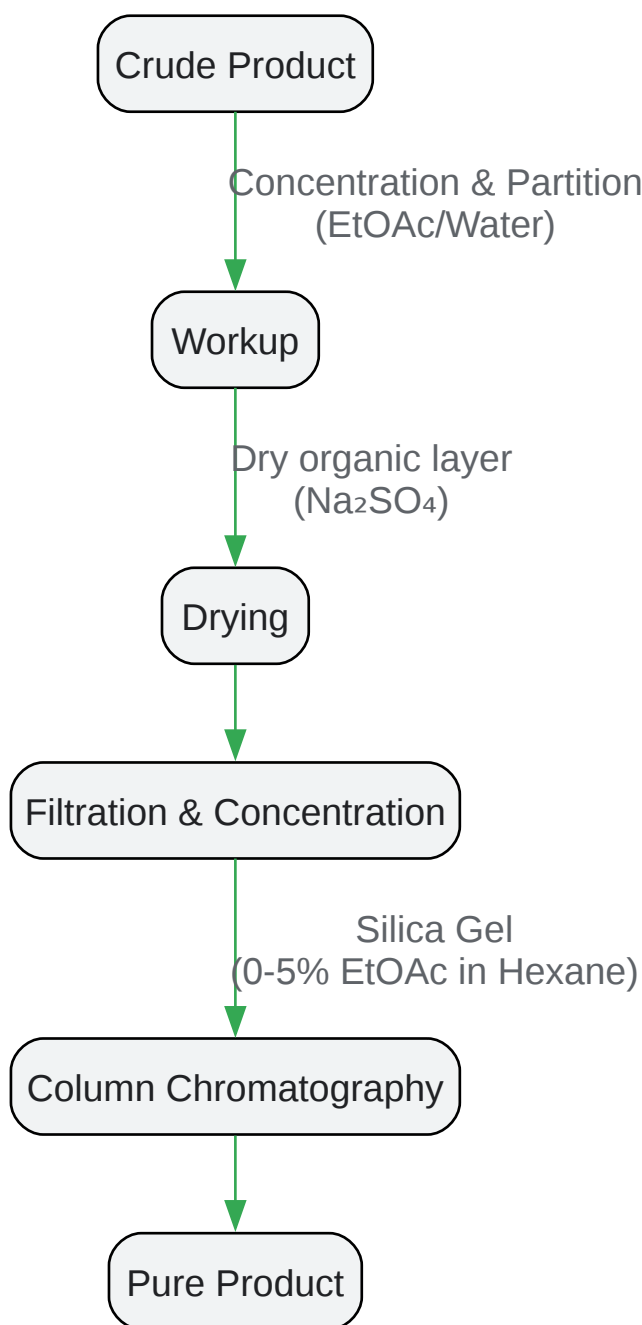 Crude Product
Concentration & Partition
(EtOAc/Water)
Workup
Dry organic layer
(Na₂SO₄)
Drying
Filtration & Concentration
Silica Gel
(0-5% EtOAc in Hexane)
Column Chromatography
Pure Product